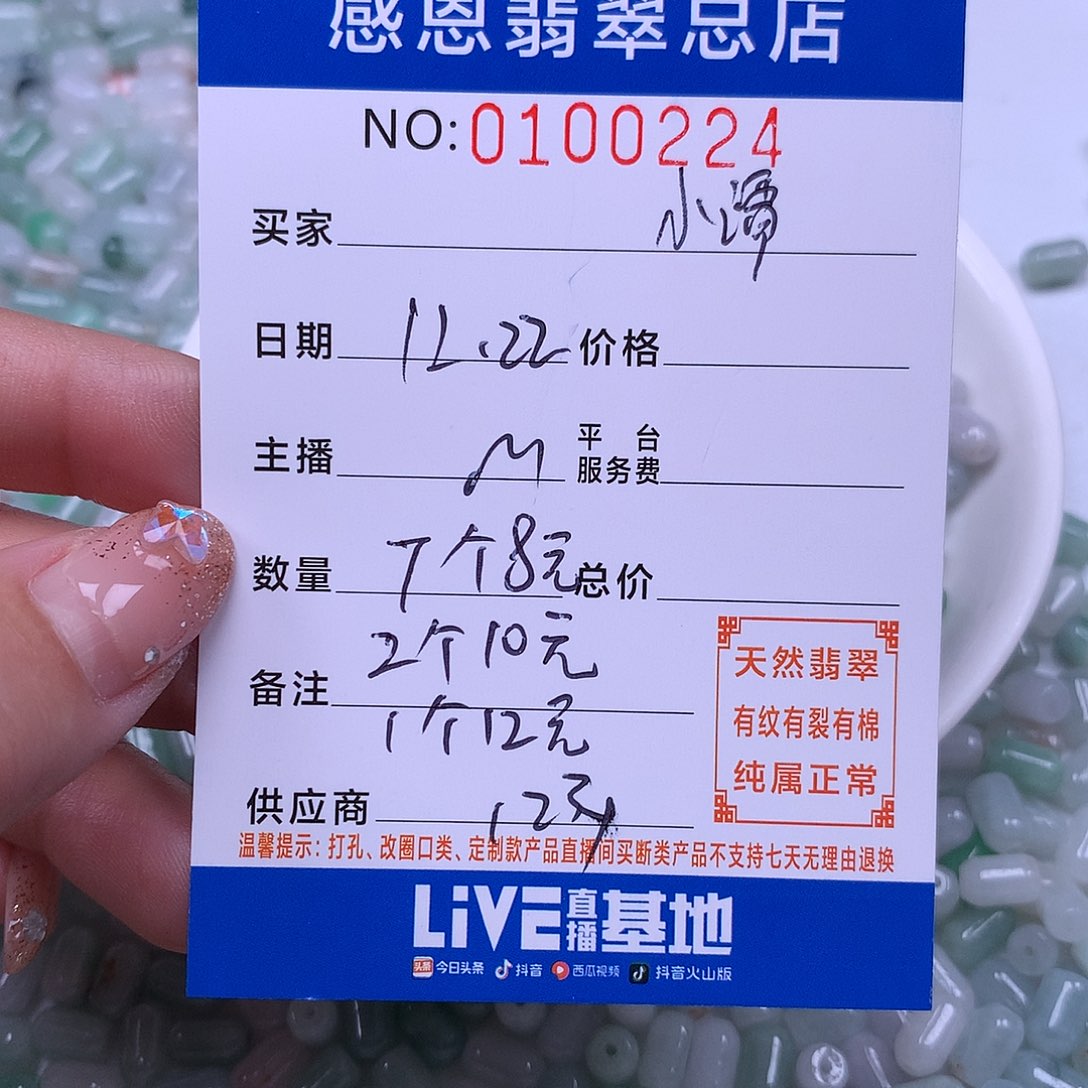 感恩翡翠总店
NO:0100224
买家 小潘
日期 12.22 价格
主播 M 平台服务费
数量 7个8元 总价
2个10元
备注
1个12元
供应商
天然翡翠
有纹有裂有棉
纯属正常
温馨提示：打孔、改圈口类、定制款产品直播间买断类产品不支持七天无理由退换
LiVE直播基地
头条 今日头条 抖音 西瓜视频 抖音火山版